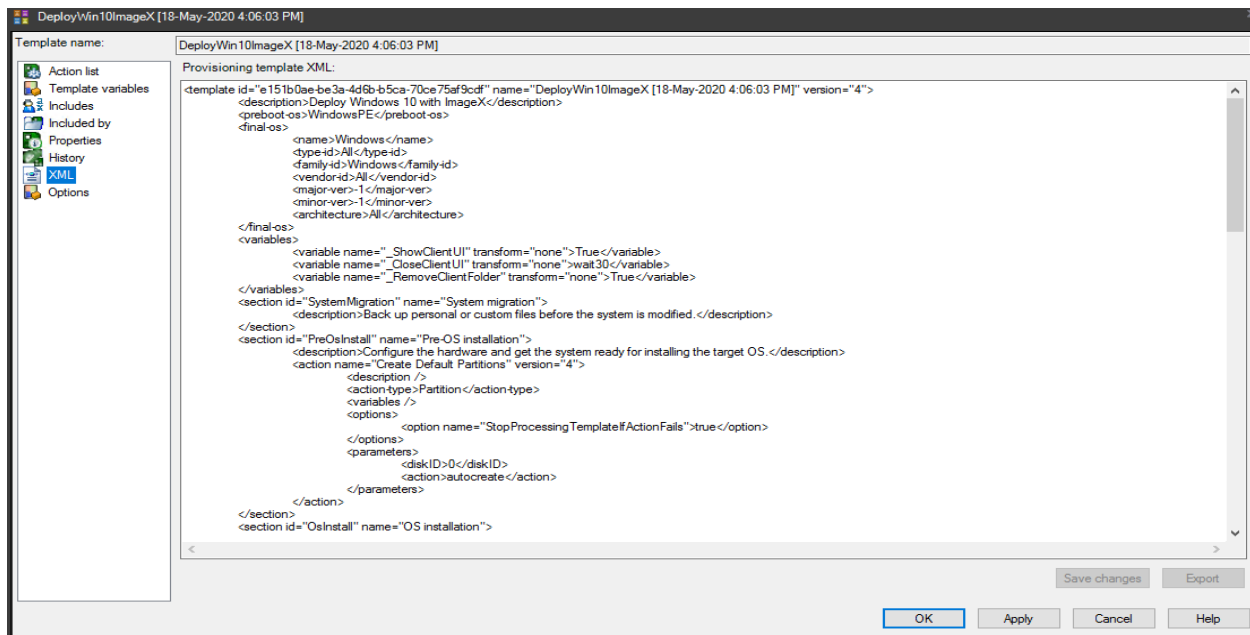 DeployWin10ImageX [18-May-2020 4:06:03 PM]
Template name:
DeployWin10ImageX [18-May-2020 4:06:03 PM]
Action list
Template variables
Includes
Included by
Properties
History
XML
Options
Provisioning template XML:
<template id="e151b0ae-be3a-4d6b-b5ca-70ce75af9cdf" name="DeployWin10ImageX [18-May-2020 4:06:03 PM]" version="4">
<description>Deploy Windows 10 with ImageX</description>
<preboot-os>WindowsPE</preboot-os>
<final-os>
<name>Windows</name>
<type-id>All</type-id>
<family-id>Windows</family-id>
<vendor-id>All</vendor-id>
<major-ver>-1</major-ver>
<minor-ver>-1</minor-ver>
<architecture>All</architecture>
</final-os>
<variables>
<variable name="_ShowClientUI" transform="none">True</variable>
<variable name="_CloseClientUI" transform="none">wait30</variable>
<variable name="_RemoveClientFolder" transform="none">True</variable>
</variables>
<section id="SystemMigration" name="System migration">
<description>Back up personal or custom files before the system is modified.</description>
</section>
<section id="PreOsInstall" name="Pre-OS installation">
<description>Configure the hardware and get the system ready for installing the target OS.</description>
<action name="Create Default Partitions" version="4">
<description />
<action-type>Partition</action-type>
<variables />
<options>
<option name="StopProcessingTemplateIfActionFails">true</option>
</options>
<parameters>
<diskID>0</diskID>
<action>autocreate</action>
</parameters>
</action>
</section>
<section id="OsInstall" name="OS installation">
Save changes
Export
OK
Apply
Cancel
Help